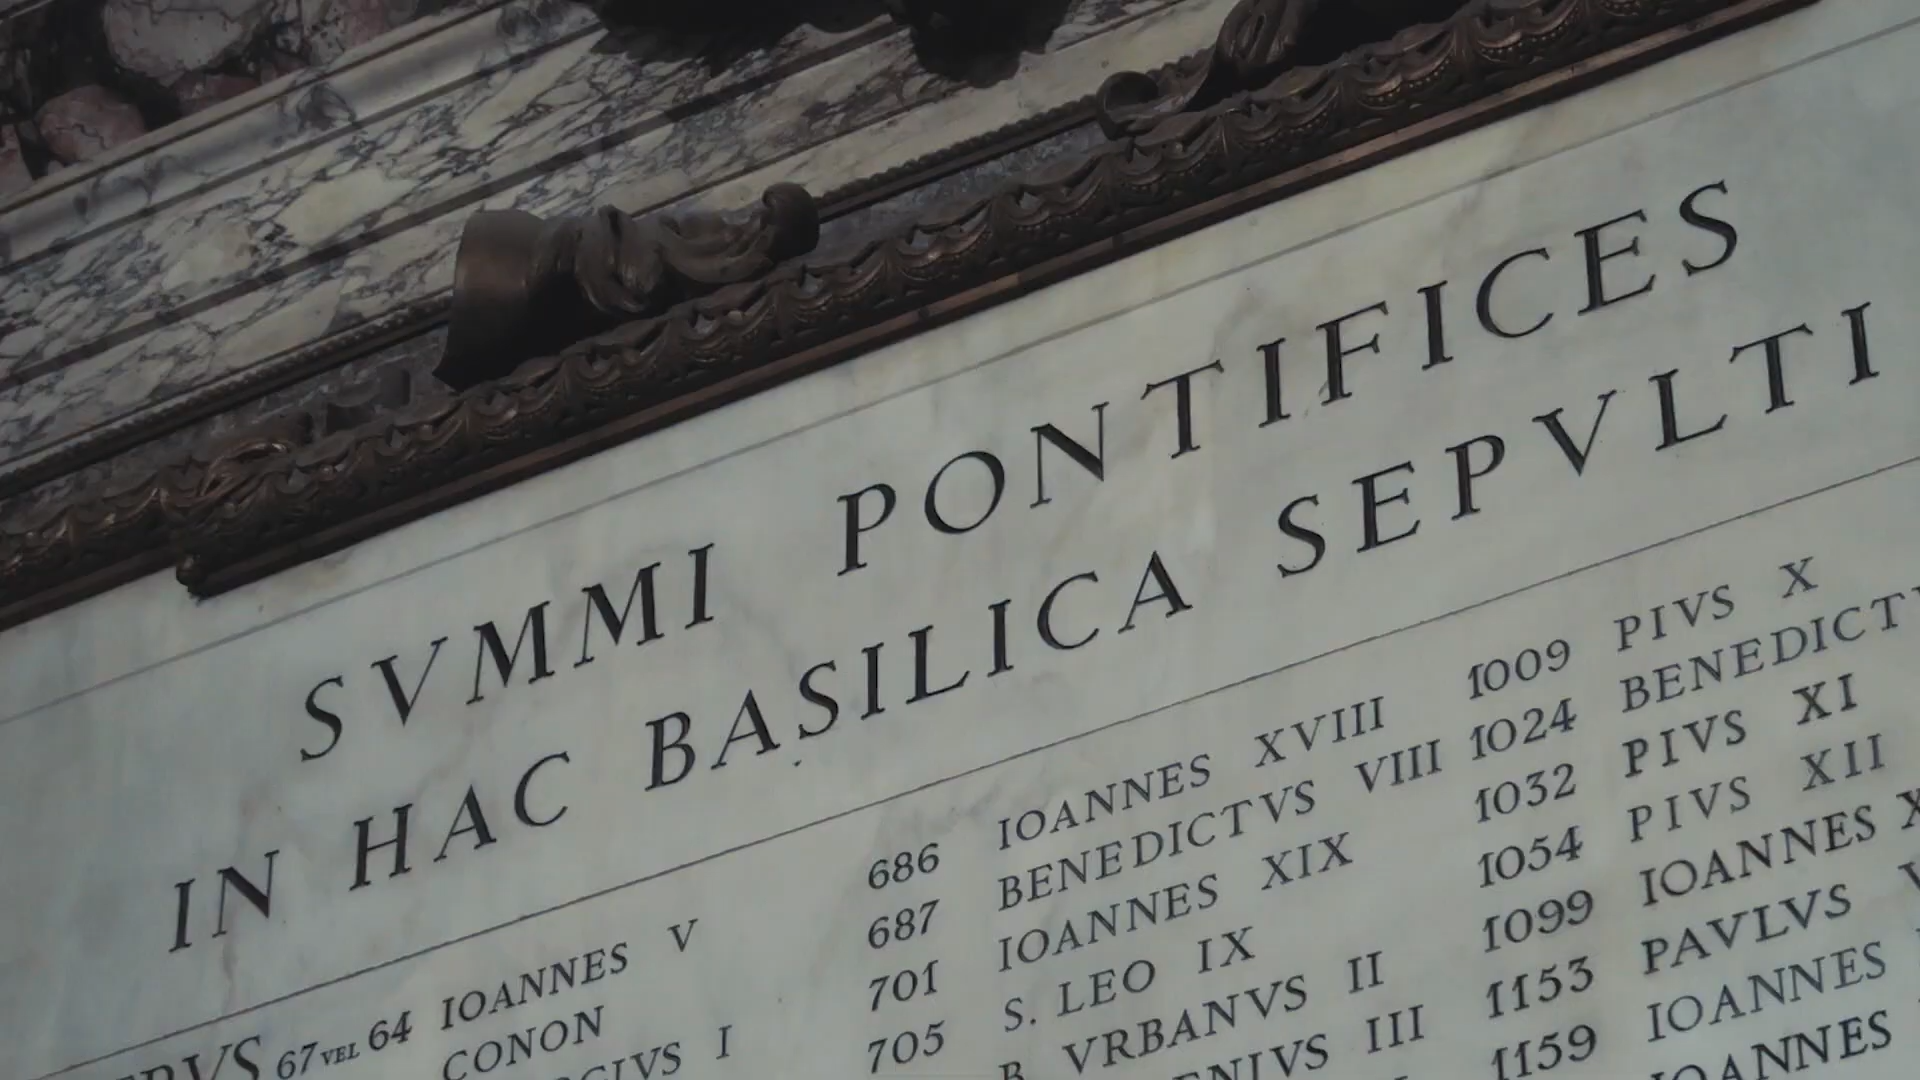 SVMMI PONTIFICES
IN HAC BASILICA SEPVLTI
67 VEL 64 IOANNES V 686 IOANNES XVIII 1009 PIVS X
CONON 687 BENEDICTVS VIII 1024
I 701 IOANNES XIX 1032 PIVS XI
705 S. LEO IX 1054 PIVS XII
B. VRBANVS II 1099 IOANNES
III 1153 PAVLVS
1159 IOANNES
IOANNES